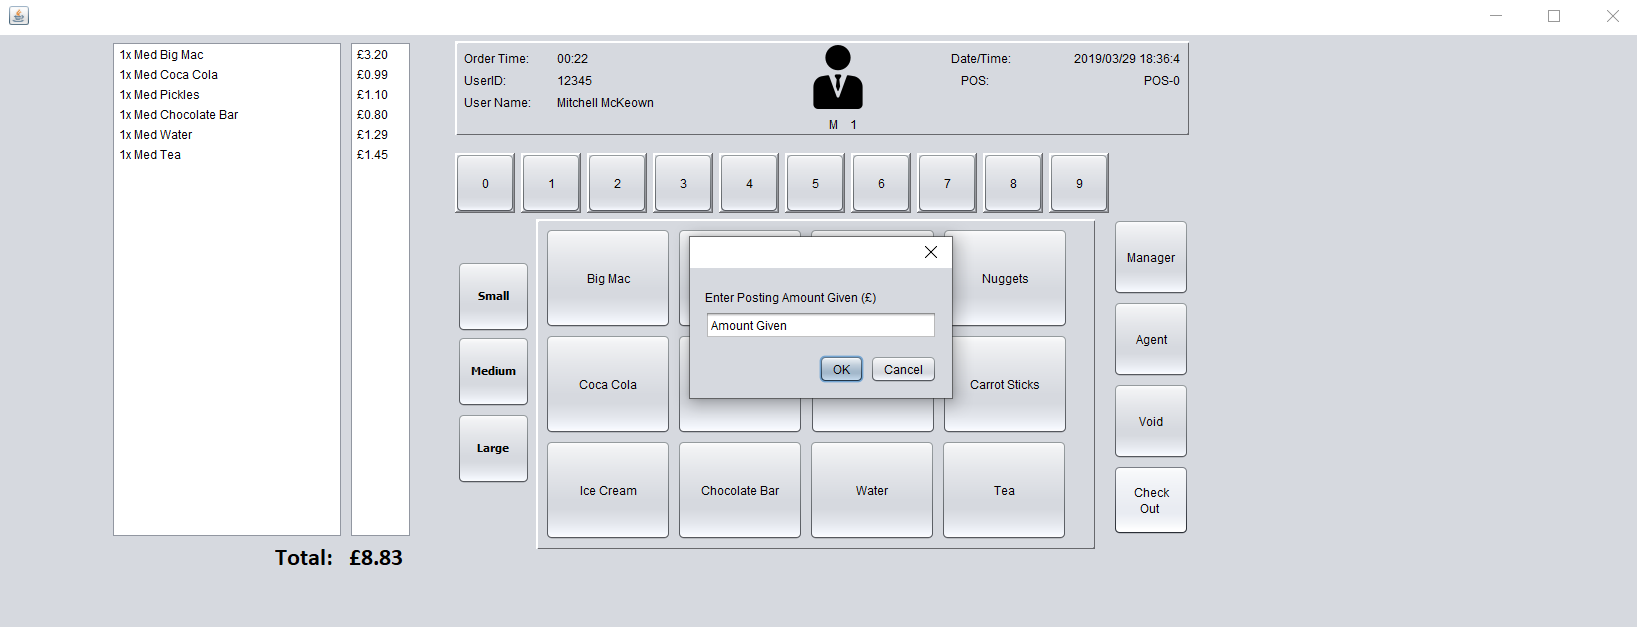 1x Med Big Mac £3.20
1x Med Coca Cola £0.99
1x Med Pickles £1.10
1x Med Chocolate Bar £0.80
1x Med Water £1.29
1x Med Tea £1.45
Total: £8.83
Order Time: 00:22
UserID: 12345
User Name: Mitchell McKeown
M 1
Date/Time: 2019/03/29 18:36:4
POS: POS-0
0 1 2 3 4 5 6 7 8 9
Small
Medium
Large
Big Mac
Nuggets
Coca Cola
Carrot Sticks
Ice Cream
Chocolate Bar
Water
Tea
Enter Posting Amount Given (£)
Amount Given
OK Cancel
Manager
Agent
Void
Check
Out